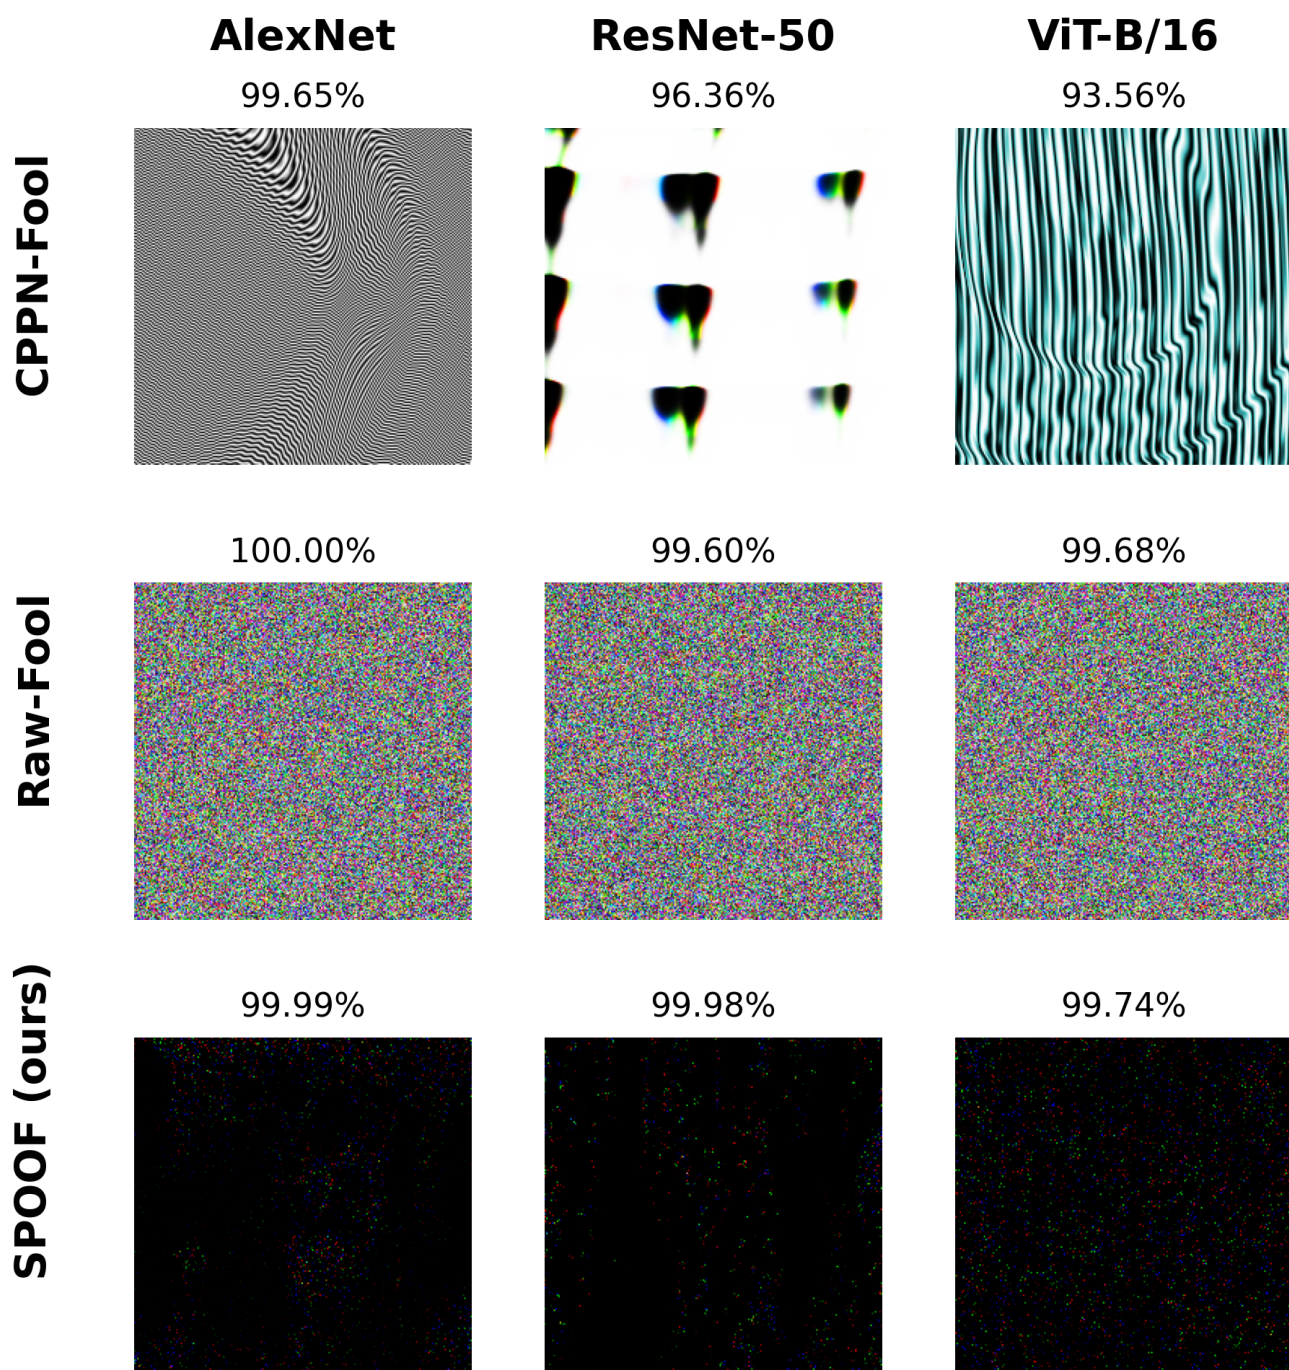 AlexNet ResNet-50 ViT-B/16
99.65% 96.36% 93.56%
CPPN-Fool
100.00% 99.60% 99.68%
Raw-Fool
99.99% 99.98% 99.74%
SPOOF (ours)